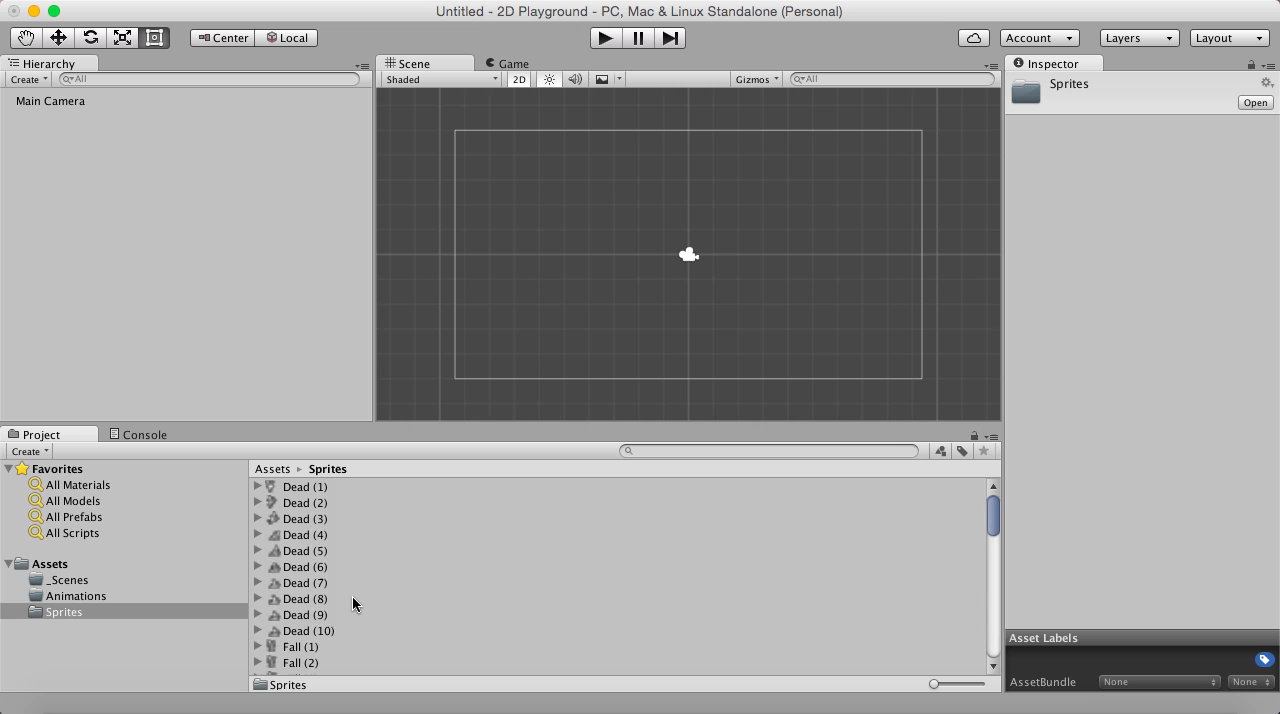 Untitled - 2D Playground - PC, Mac & Linux Standalone (Personal)
Center Local Account Layers Layout
Hierarchy
Create All
Main Camera
Scene Game
Shaded 2D Gizmos All
Inspector
Sprites
Open
Project Console
Create
Favorites
All Materials
All Models
All Prefabs
All Scripts
Assets
_Scenes
Animations
Sprites
Assets Sprites
Dead (1)
Dead (2)
Dead (3)
Dead (4)
Dead (5)
Dead (6)
Dead (7)
Dead (8)
Dead (9)
Dead (10)
Fall (1)
Fall (2)
Sprites
Asset Labels
AssetBundle None None